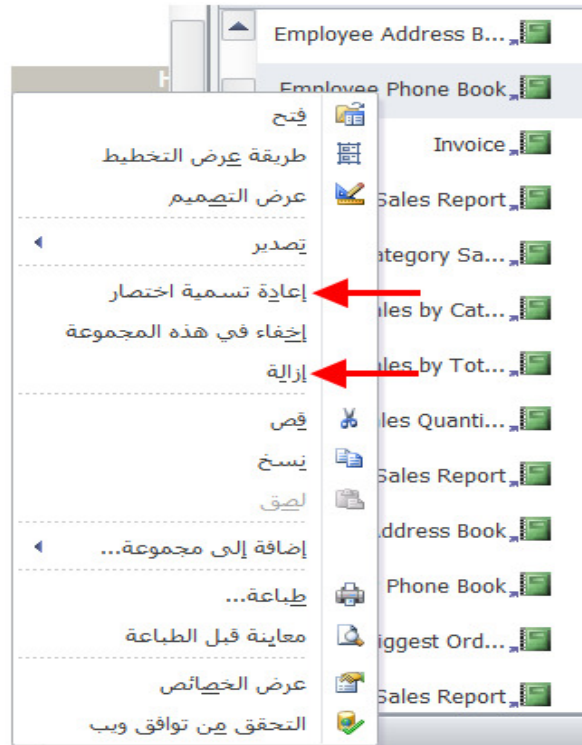 Employee Address B...
Employee Phone Book
Invoice
Sales Report
ategory Sa...
les by Cat...
les by Tot...
les Quanti...
Sales Report
ddress Book
Phone Book
iggest Ord...
Sales Report
H
فتح
طريقة عرض التخطيط
عرض التصميم
تصدير
إعادة تسمية اختصار
إخفاء في هذه المجموعة
إزالة
قص
نسخ
لصق
إضافة إلى مجموعة...
طباعة...
معاينة قبل الطباعة
عرض الخصائص
التحقق من توافق ويب